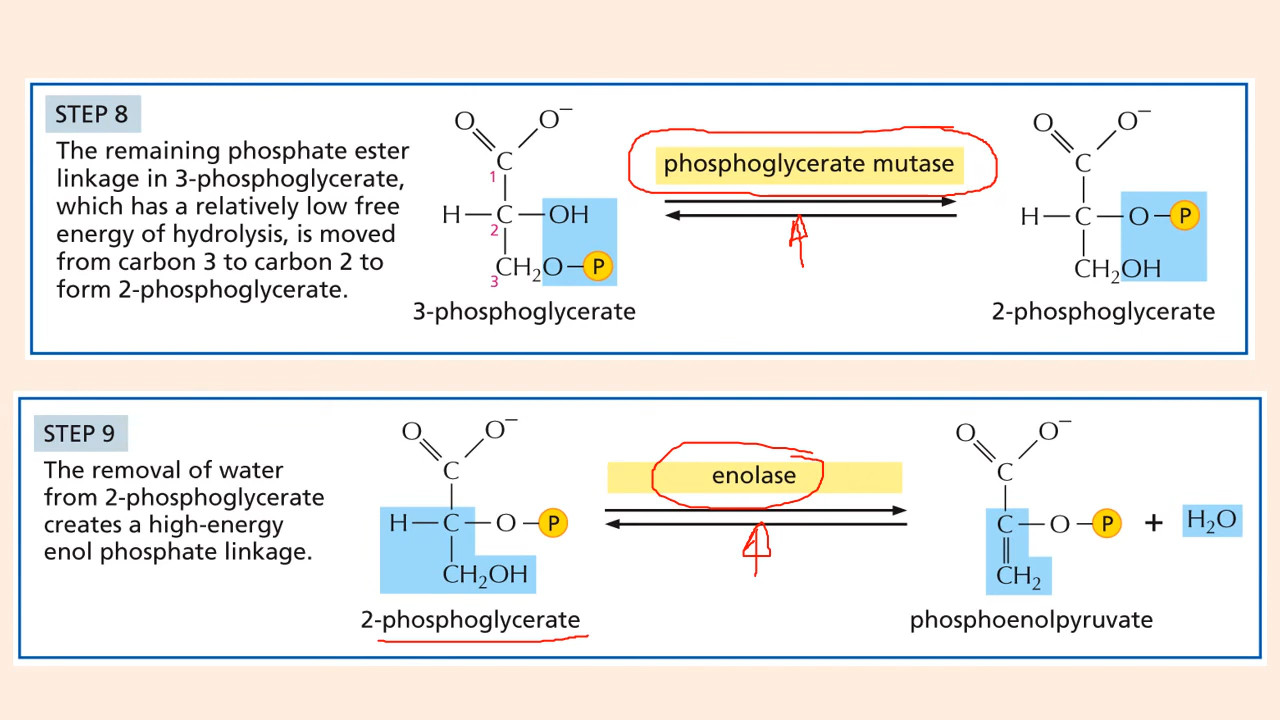 STEP 8
The remaining phosphate ester
linkage in 3-phosphoglycerate,
which has a relatively low free
energy of hydrolysis, is moved
from carbon 3 to carbon 2 to
form 2-phosphoglycerate.
O O−
C
1
H—C—OH
2
CH₂O—P
3
3-phosphoglycerate
phosphoglycerate mutase
O O−
C
H—C—O—P
CH₂OH
2-phosphoglycerate
STEP 9
The removal of water
from 2-phosphoglycerate
creates a high-energy
enol phosphate linkage.
O O−
C
H—C—O—P
CH₂OH
2-phosphoglycerate
enolase
O O−
C
C—O—P + H₂O
CH₂
phosphoenolpyruvate